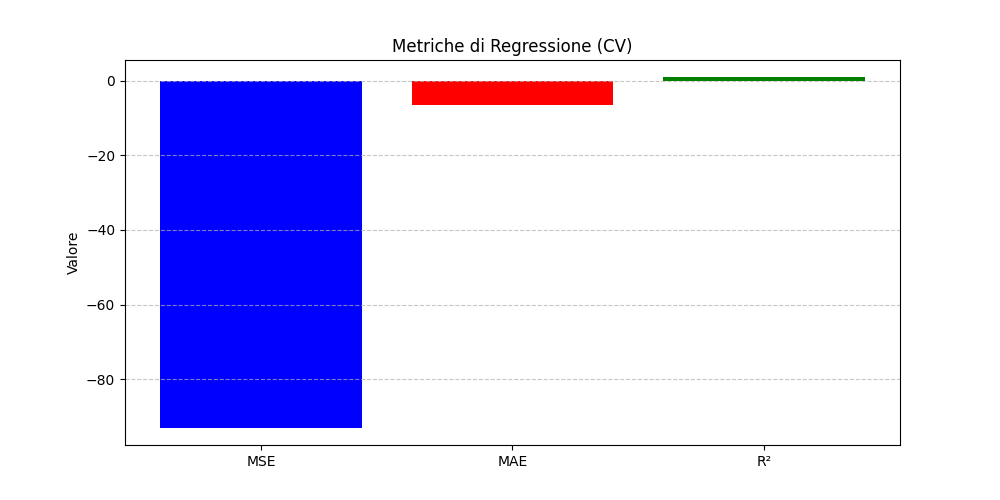 Metriche di Regressione (CV)
Valore
0
−20
−40
−60
−80
MSE
MAE
R²